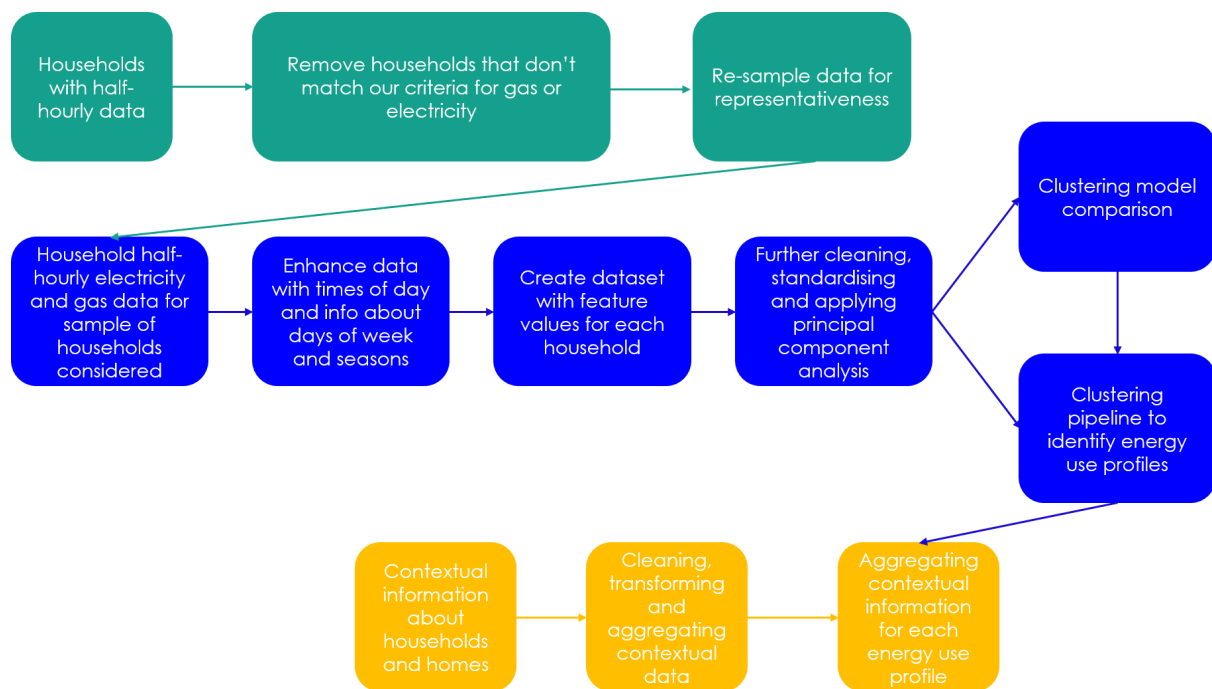 Households
with half-
hourly data
Remove households that don’t
match our criteria for gas or
electricity
Re-sample data for
representativeness
Clustering model
comparison
Household half-
hourly electricity
and gas data for
sample of
households
considered
Enhance data
with times of day
and info about
days of week
and seasons
Create dataset
with feature
values for each
household
Further cleaning,
standardising
and applying
principal
component
analysis
Clustering
pipeline to
identify energy
use profiles
Contextual
information
about
households
and homes
Cleaning,
transforming
and
aggregating
contextual
data
Aggregating
contextual
information
for each
energy use
profile